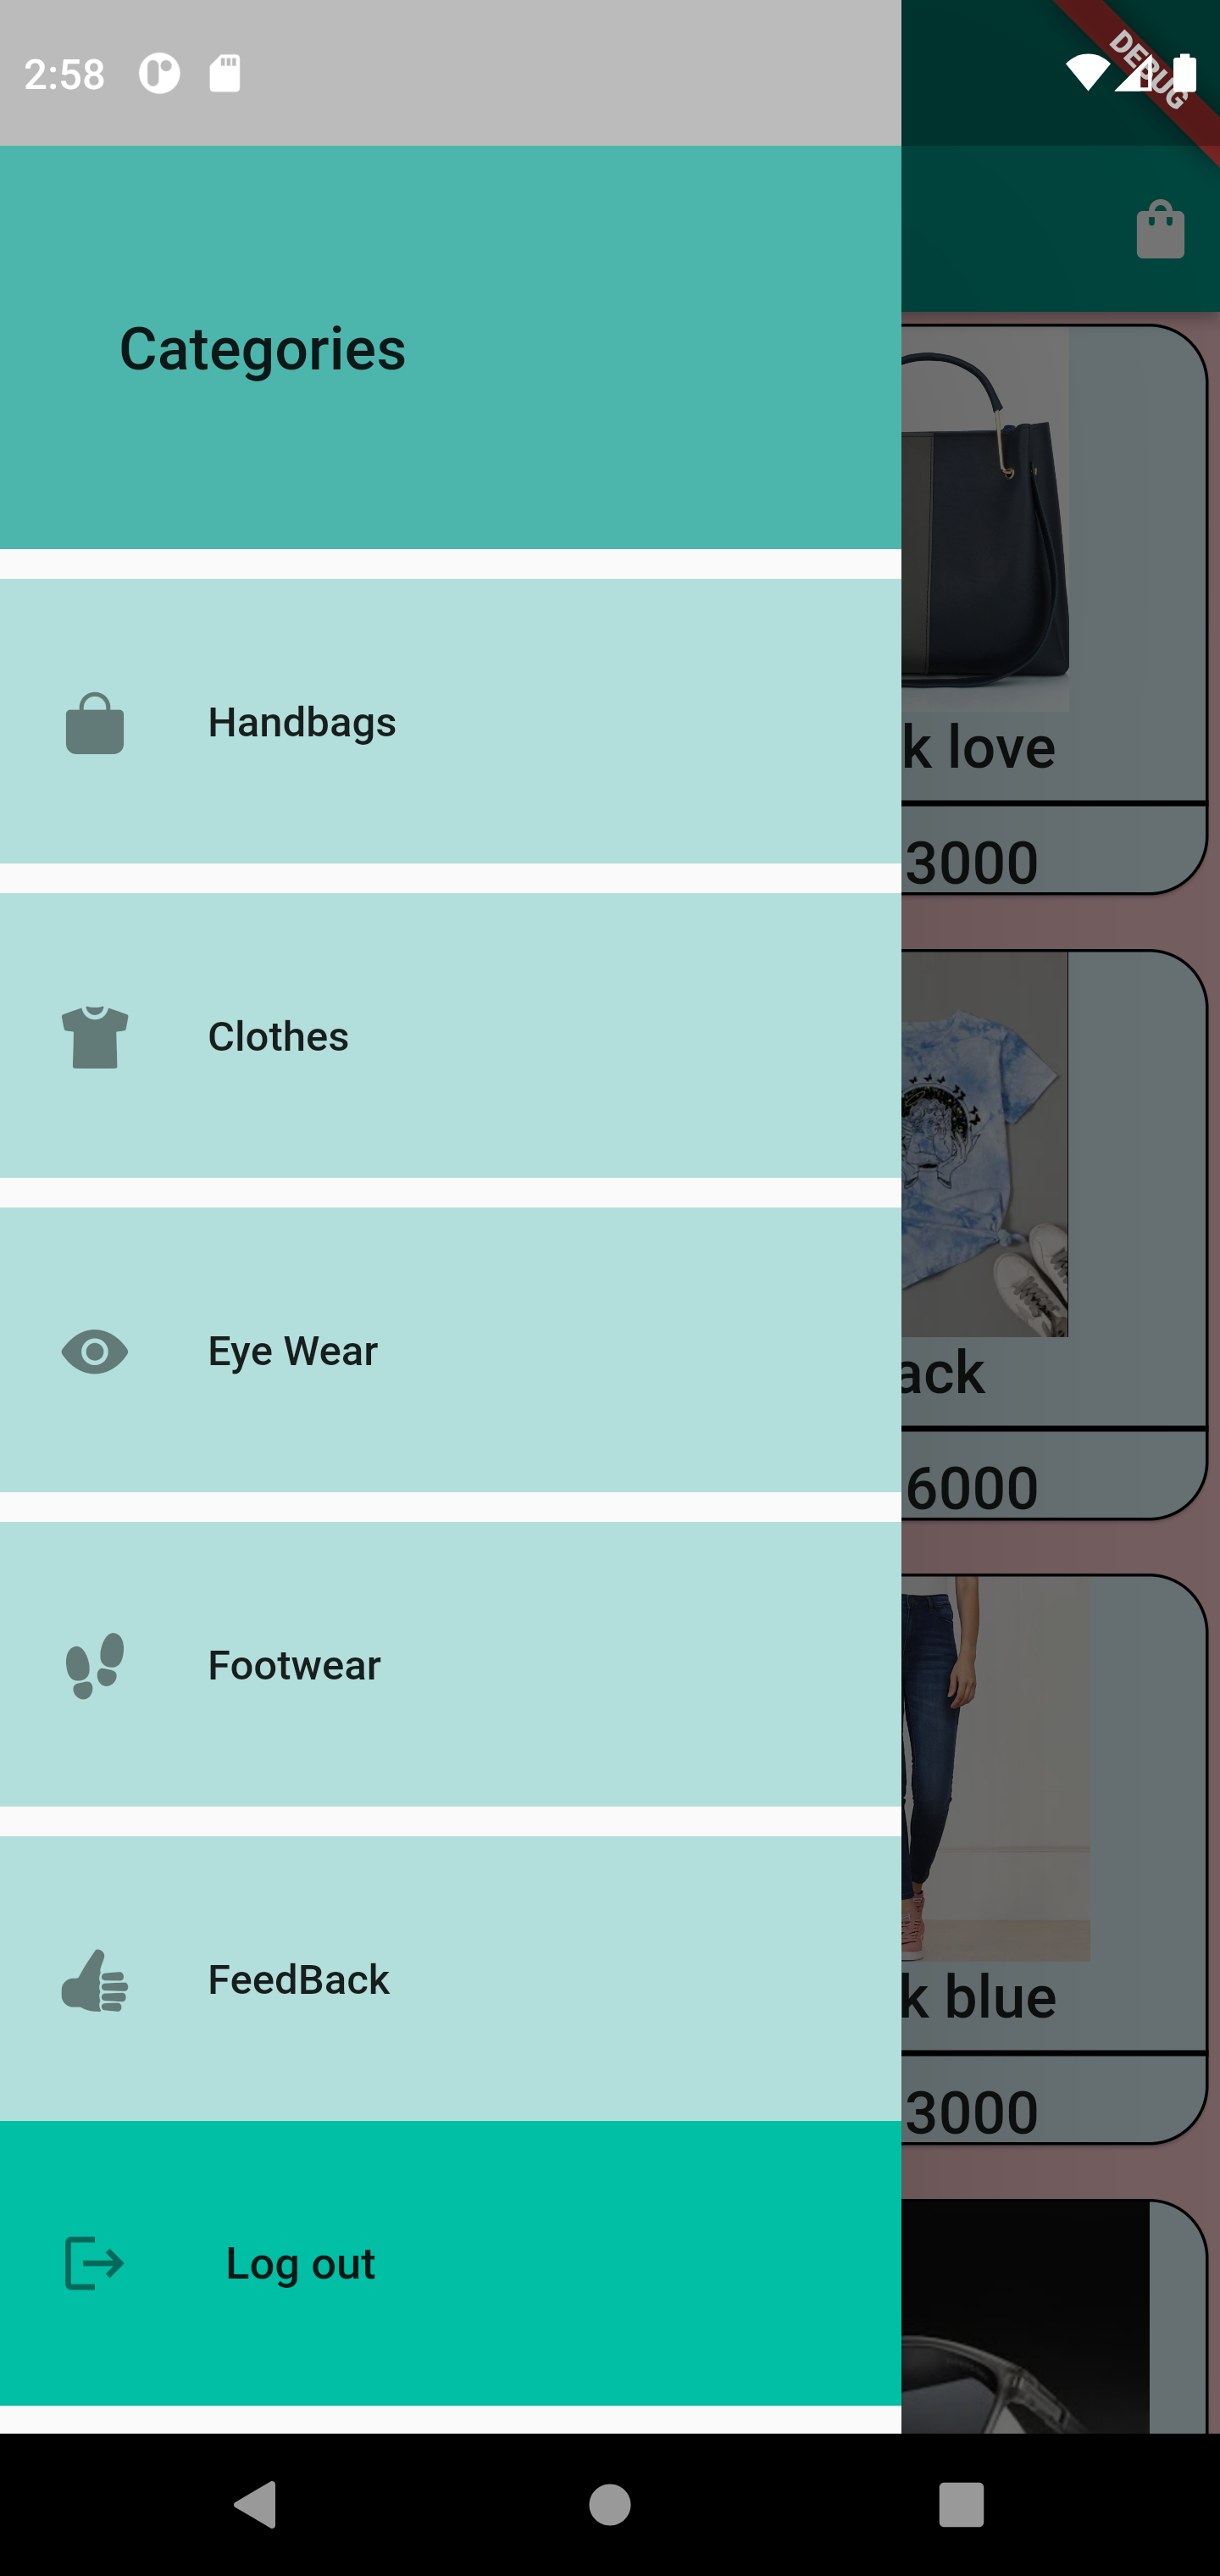 2:58
DEBUG
Categories
Handbags
k love
3000
Clothes
Eye Wear
ack
6000
Footwear
FeedBack
k blue
3000
Log out